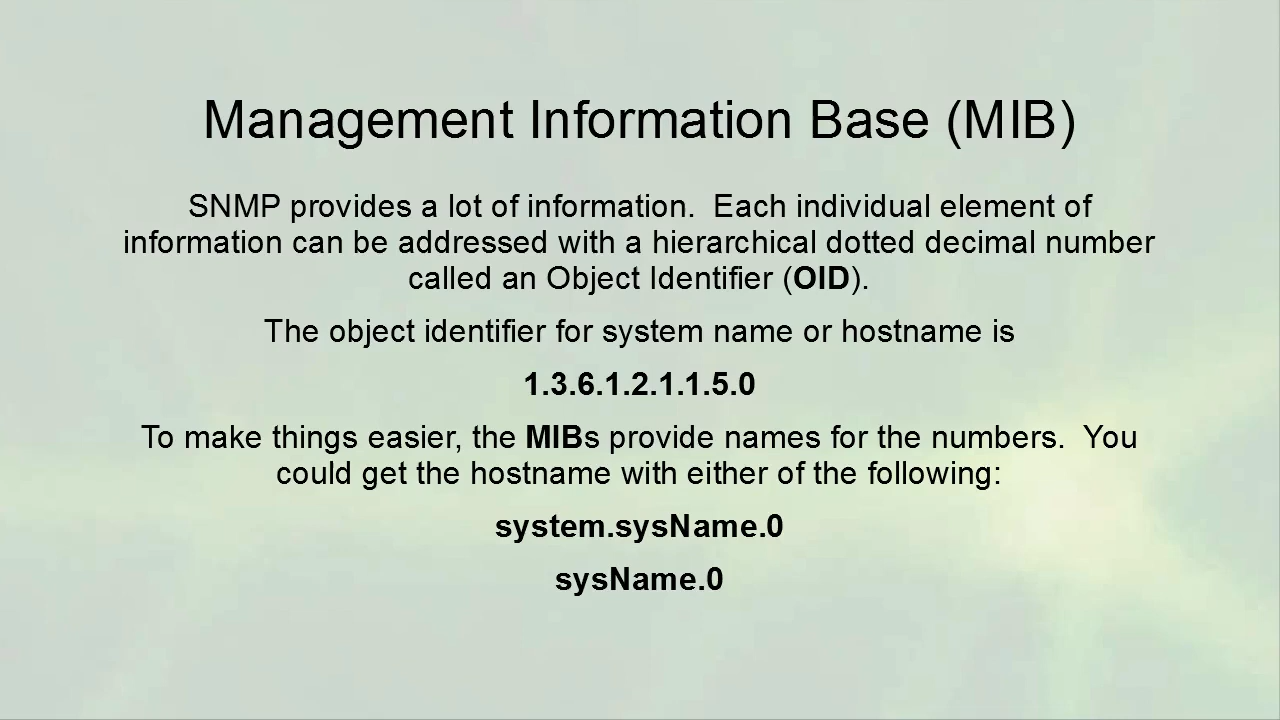 Management Information Base (MIB)
SNMP provides a lot of information.  Each individual element of
information can be addressed with a hierarchical dotted decimal number
called an Object Identifier (OID).
The object identifier for system name or hostname is
1.3.6.1.2.1.1.5.0
To make things easier, the MIBs provide names for the numbers.  You
could get the hostname with either of the following:
system.sysName.0
sysName.0